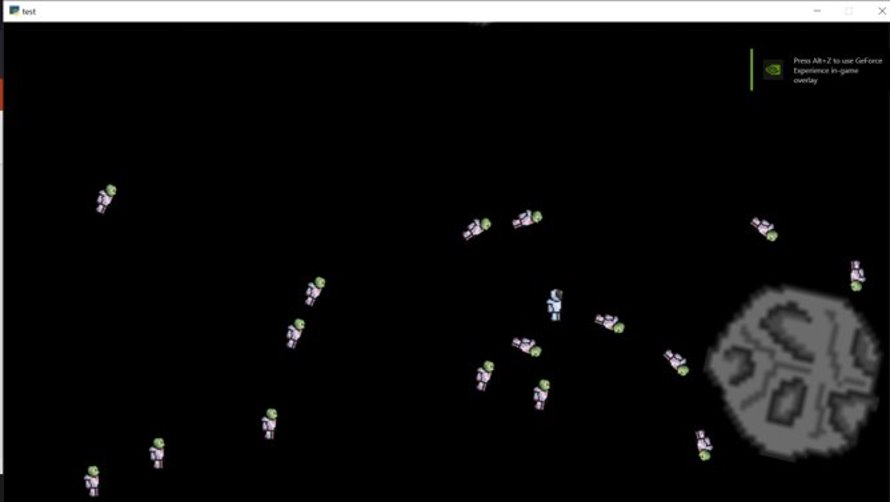 test
Press Alt+Z to use GeForce
Experience in-game
overlay